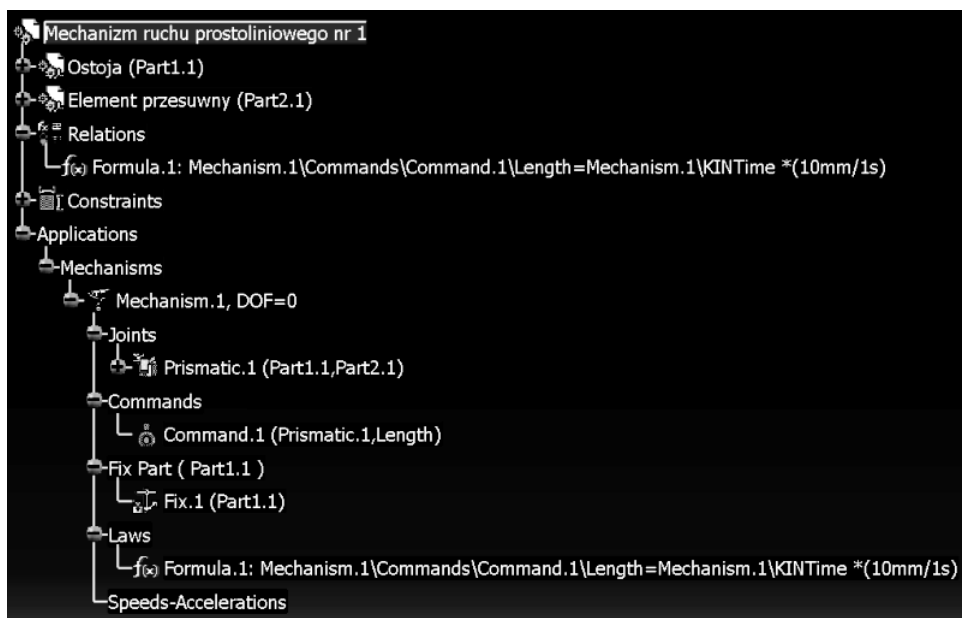 Mechanizm ruchu prostoliniowego nr 1
Ostoja (Part1.1)
Element przesuwny (Part2.1)
Relations
f(x) Formula.1: Mechanism.1\Commands\Command.1\Length=Mechanism.1\KINTime *(10mm/1s)
Constraints
Applications
Mechanisms
Mechanism.1, DOF=0
Joints
Prismatic.1 (Part1.1,Part2.1)
Commands
Command.1 (Prismatic.1,Length)
Fix Part ( Part1.1 )
Fix.1 (Part1.1)
Laws
f(x) Formula.1: Mechanism.1\Commands\Command.1\Length=Mechanism.1\KINTime *(10mm/1s)
Speeds-Accelerations